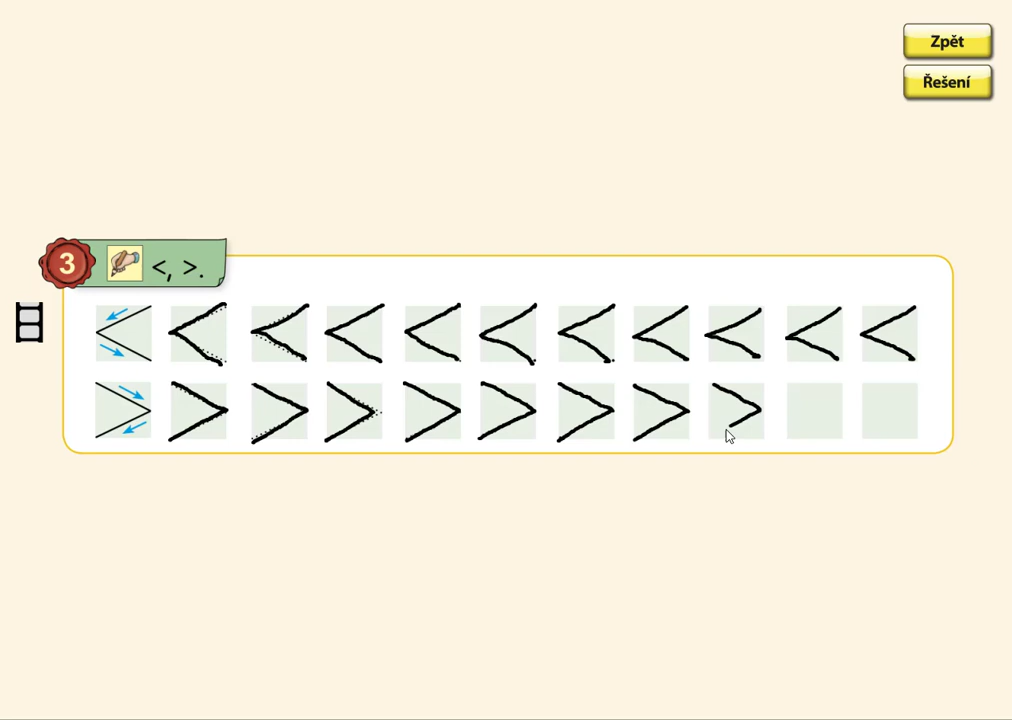 Zpět
Řešení
3 <, >.
< < < < < < < < < < <
> > > > > > > > >